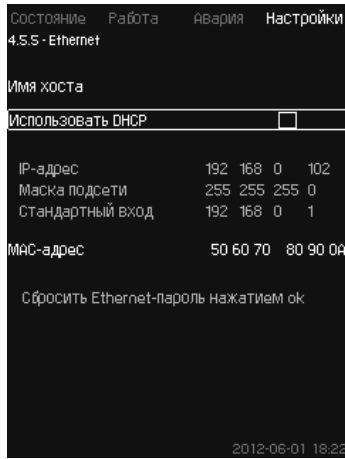 Состояние Работа Авария Настройки
4.5.5 - Ethernet
Имя хоста
Использовать DHCP
IP-адрес 192 168 0 102
Маска подсети 255 255 255 0
Стандартный вход 192 168 0 1
MAC-адрес 50 60 70 80 90 0A
Сбросить Ethernet-пароль нажатием ok
2012-06-01 18:22